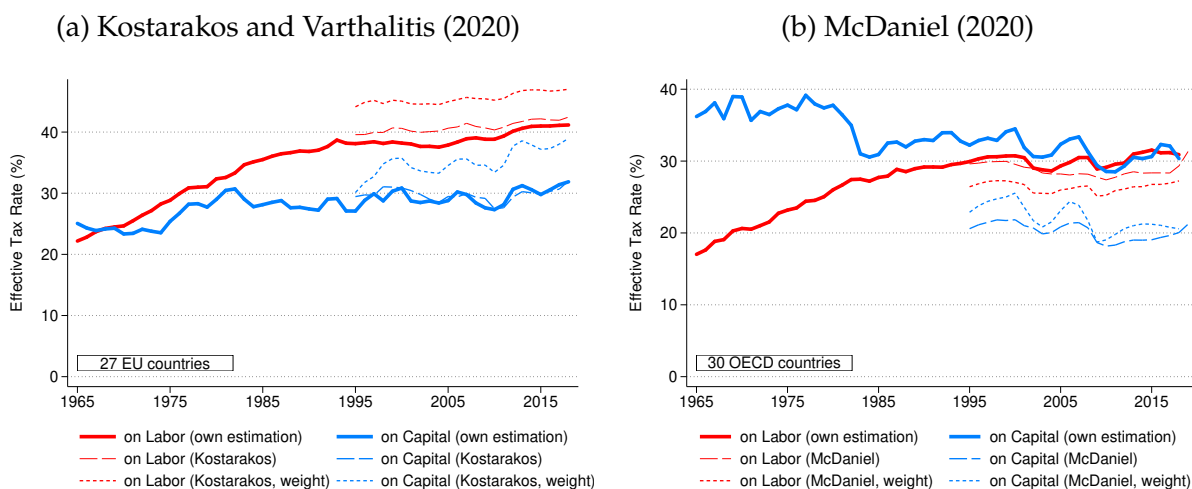 (a) Kostarakos and Varthalitis (2020)
Effective Tax Rate (%)
40
30
20
10
0
27 EU countries
1965 1975 1985 1995 2005 2015
on Labor (own estimation) on Capital (own estimation)
on Labor (Kostarakos) on Capital (Kostarakos)
on Labor (Kostarakos, weight) on Capital (Kostarakos, weight)
(b) McDaniel (2020)
Effective Tax Rate (%)
40
30
20
10
0
30 OECD countries
1965 1975 1985 1995 2005 2015
on Labor (own estimation) on Capital (own estimation)
on Labor (McDaniel) on Capital (McDaniel)
on Labor (McDaniel, weight) on Capital (McDaniel, weight)